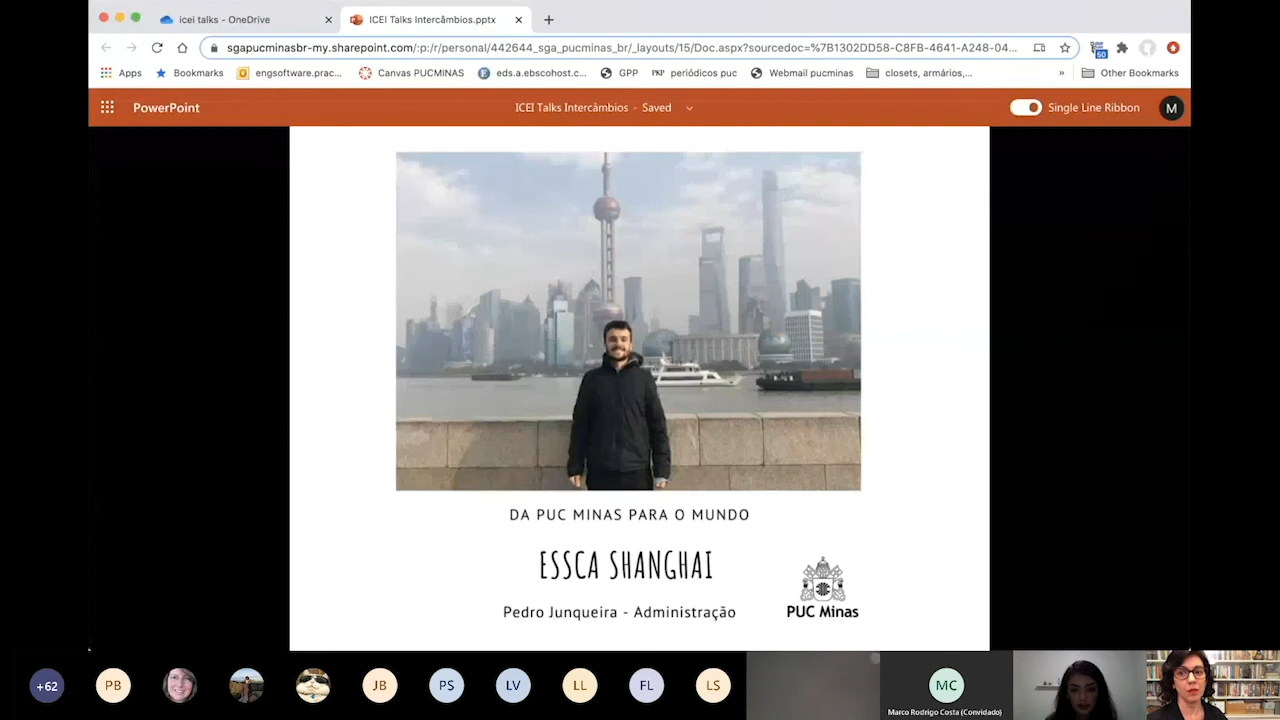 icei talks - OneDrive
ICEI Talks Intercâmbios.pptx
sgapucminasbr-my.sharepoint.com/:p:/r/personal/442644_sga_pucminas_br/_layouts/15/Doc.aspx?sourcedoc=%7B1302DD58-C8FB-4641-A248-04...
50
Apps
Bookmarks
engsoftware.prac...
Canvas PUCMINAS
eds.a.ebscohost.c...
GPP
PKP periódicos puc
Webmail pucminas
closets, armários,...
»
Other Bookmarks
PowerPoint
ICEI Talks Intercâmbios - Saved
Single Line Ribbon
M
DA PUC MINAS PARA O MUNDO
ESSCA SHANGHAI
Pedro Junqueira - Administração
PUC Minas
+62
PB
JB
PS
LV
LL
FL
LS
MC
Marco Rodrigo Costa (Convidado)